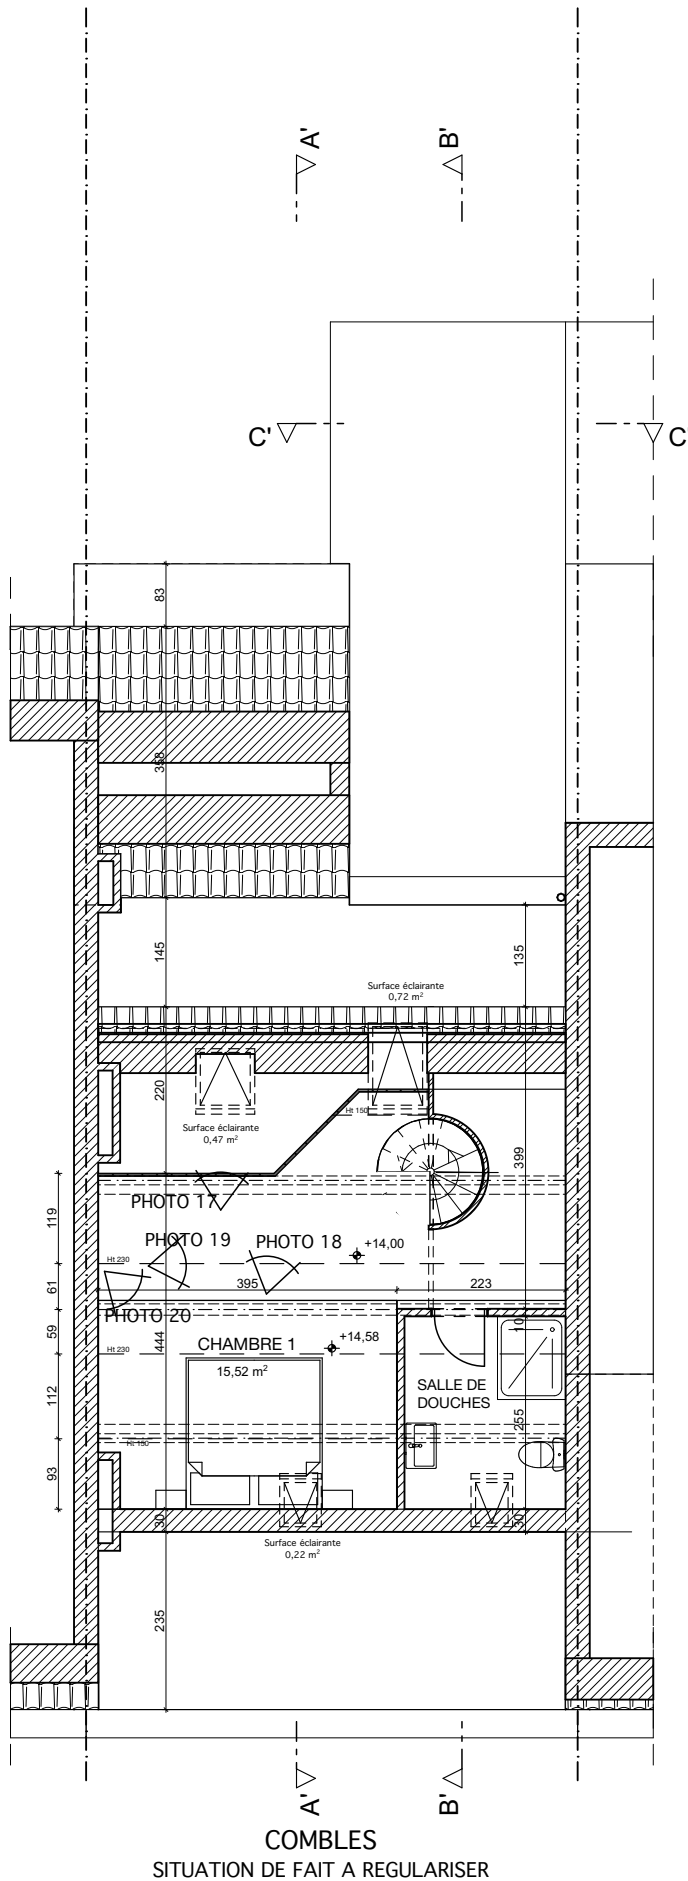 A'
B'
C'
C'
83
358
145
135
Surface éclairante
0,72 m²
220
Ht 150
Surface éclairante
0,47 m²
399
119
PHOTO 17
PHOTO 19
PHOTO 18
+14,00
Ht 230
61
395
223
PHOTO 20
59
444
CHAMBRE 1
+14,58
10
Ht 230
15,52 m²
SALLE DE
DOUCHES
112
255
Ht 150
93
30
30
Surface éclairante
0,22 m²
235
A'
B'
COMBLES
SITUATION DE FAIT A REGULARISER